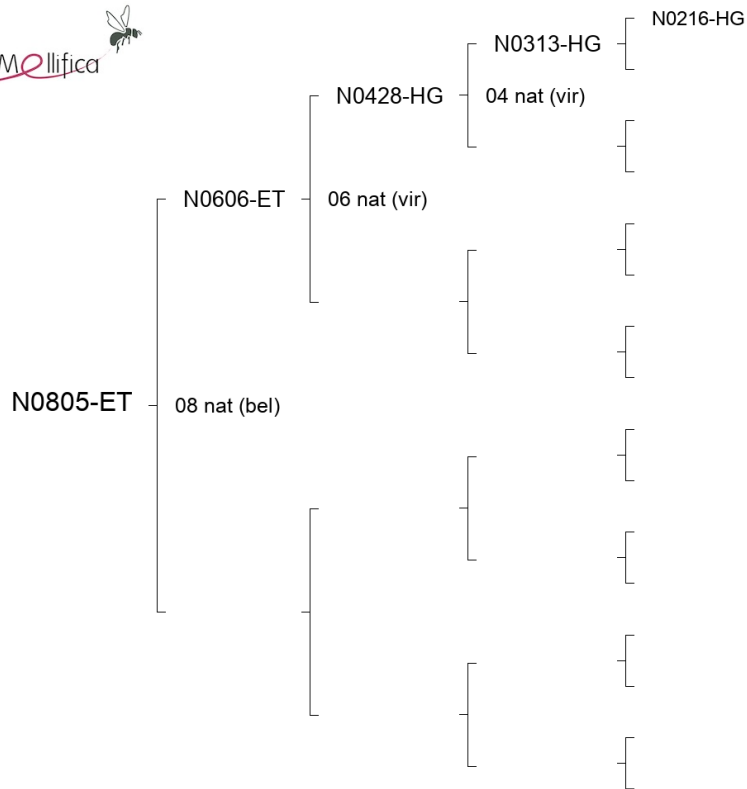 Mellifica
N0216-HG
N0313-HG
N0428-HG
04 nat (vir)
N0606-ET
06 nat (vir)
N0805-ET
08 nat (bel)